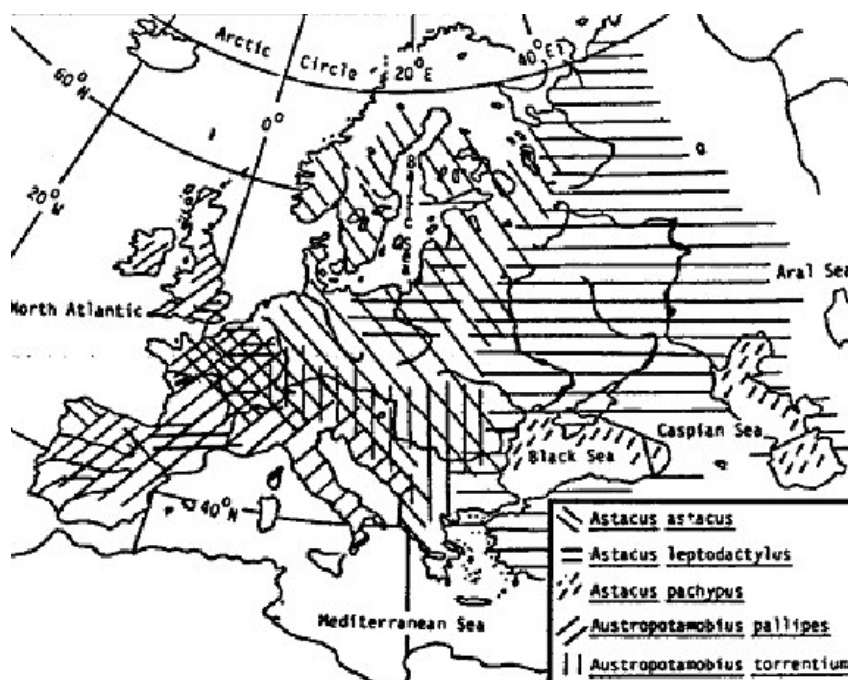 Arctic Circle
60°N
20°E
40°E
0°
20°W
Aral Sea
North Atlantic
Caspian Sea
Black Sea
40°N
Mediterranean Sea
Astacus astacus
Astacus leptodactylus
Astacus pachypus
Austropotamobius pallipes
Austropotamobius torrentium